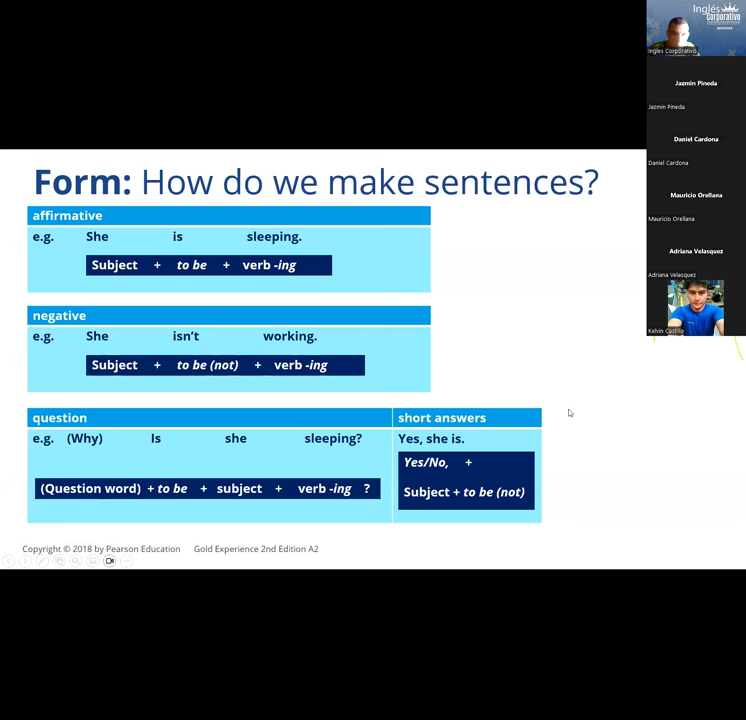 Inglés
Corporativo
Ingles Corporativo
Jazmin Pineda
Jazmin Pineda
Daniel Cardona
Daniel Cardona
Mauricio Orellana
Mauricio Orellana
Adriana Velasquez
Adriana Velasquez
Kelvin Castillo
Form: How do we make sentences?
affirmative
e.g. She is sleeping.
Subject + to be + verb -ing
negative
e.g. She isn't working.
Subject + to be (not) + verb -ing
question
e.g. (Why) Is she sleeping?
(Question word) + to be + subject + verb -ing ?
short answers
Yes, she is.
Yes/No, +
Subject + to be (not)
Copyright © 2018 by Pearson Education Gold Experience 2nd Edition A2